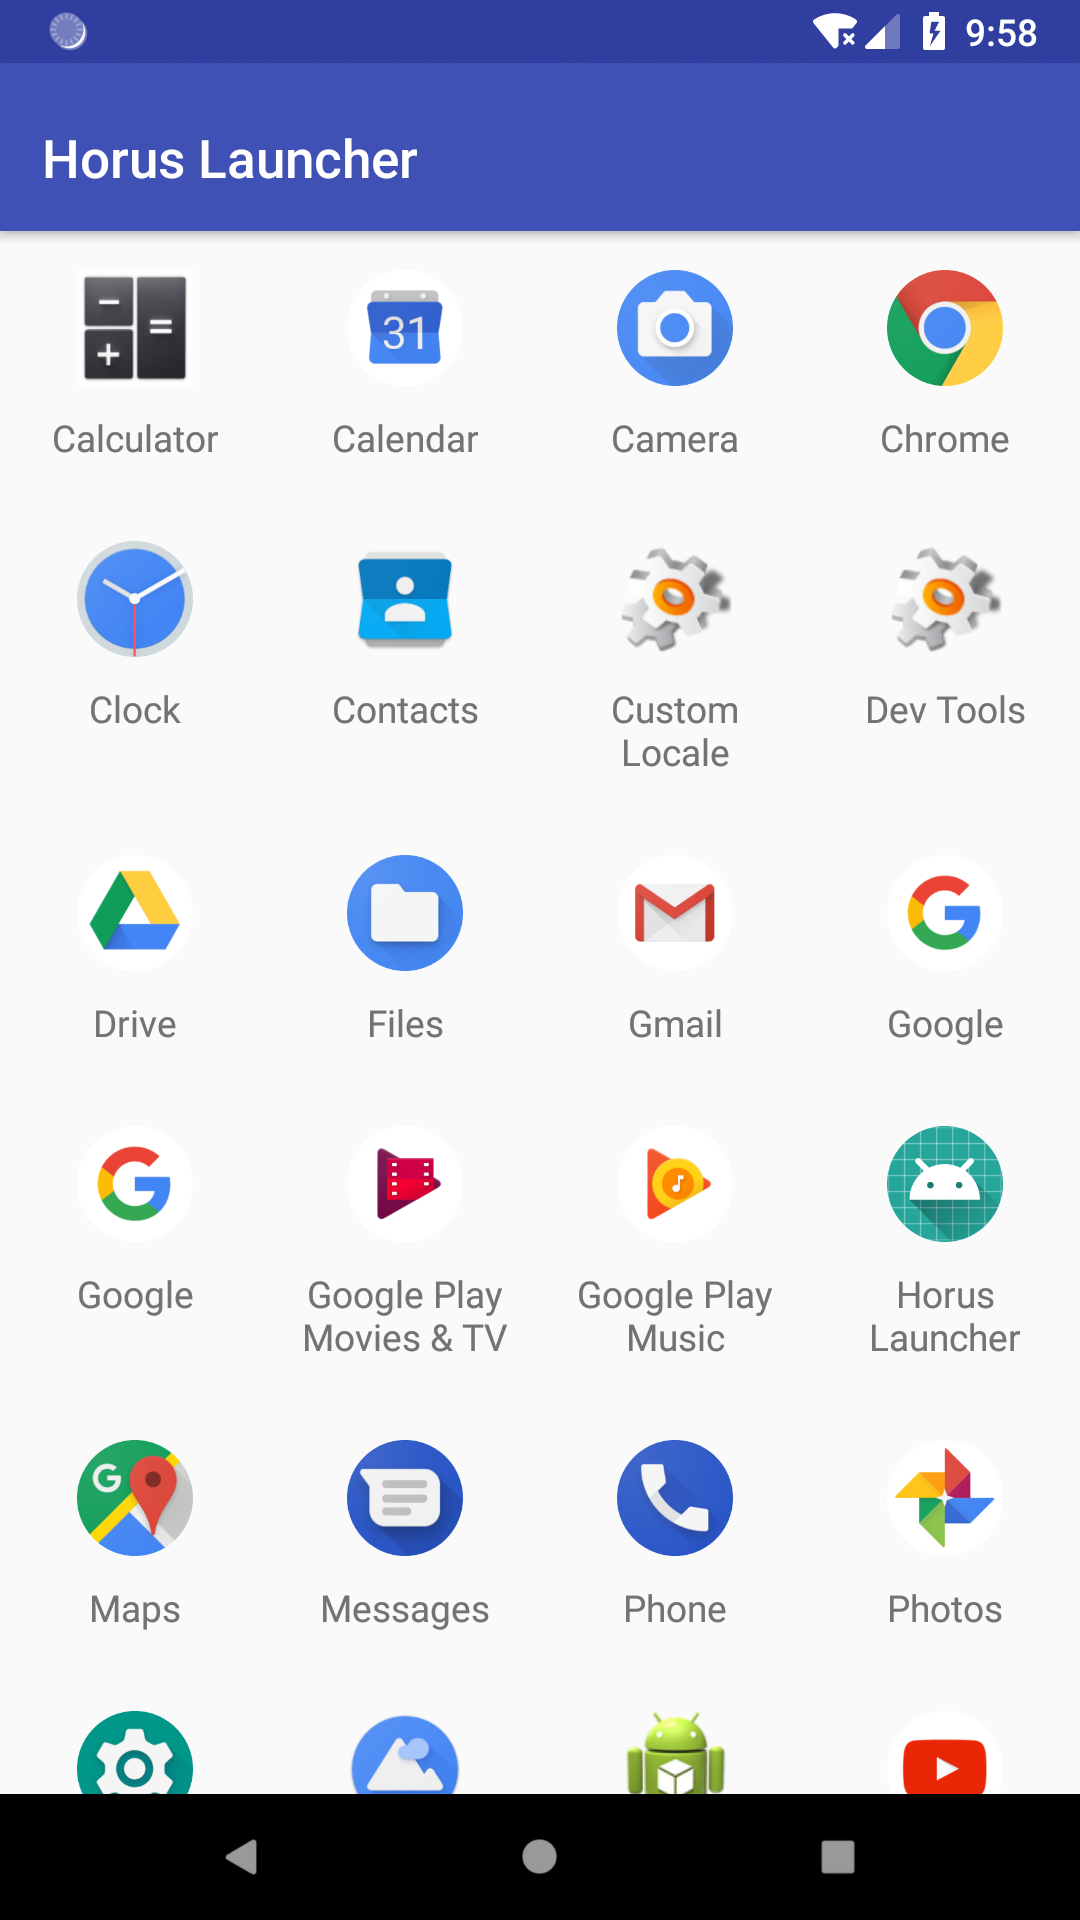 9:58
Horus Launcher
31
Calculator
Calendar
Camera
Chrome
Clock
Contacts
Custom
Locale
Dev Tools
Drive
Files
Gmail
Google
Google
Google Play
Movies & TV
Google Play
Music
Horus
Launcher
Maps
Messages
Phone
Photos